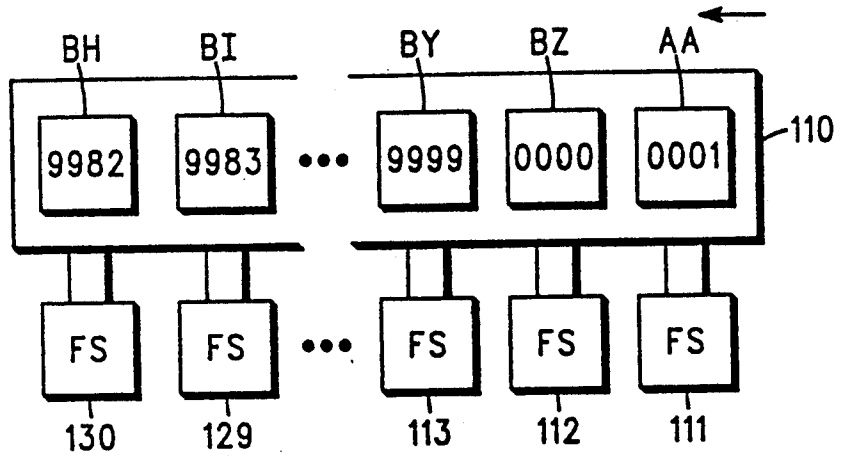 BH BI BY BZ AA
9982 9983 ••• 9999 0000 0001 110
FS FS ••• FS FS FS
130 129 113 112 111